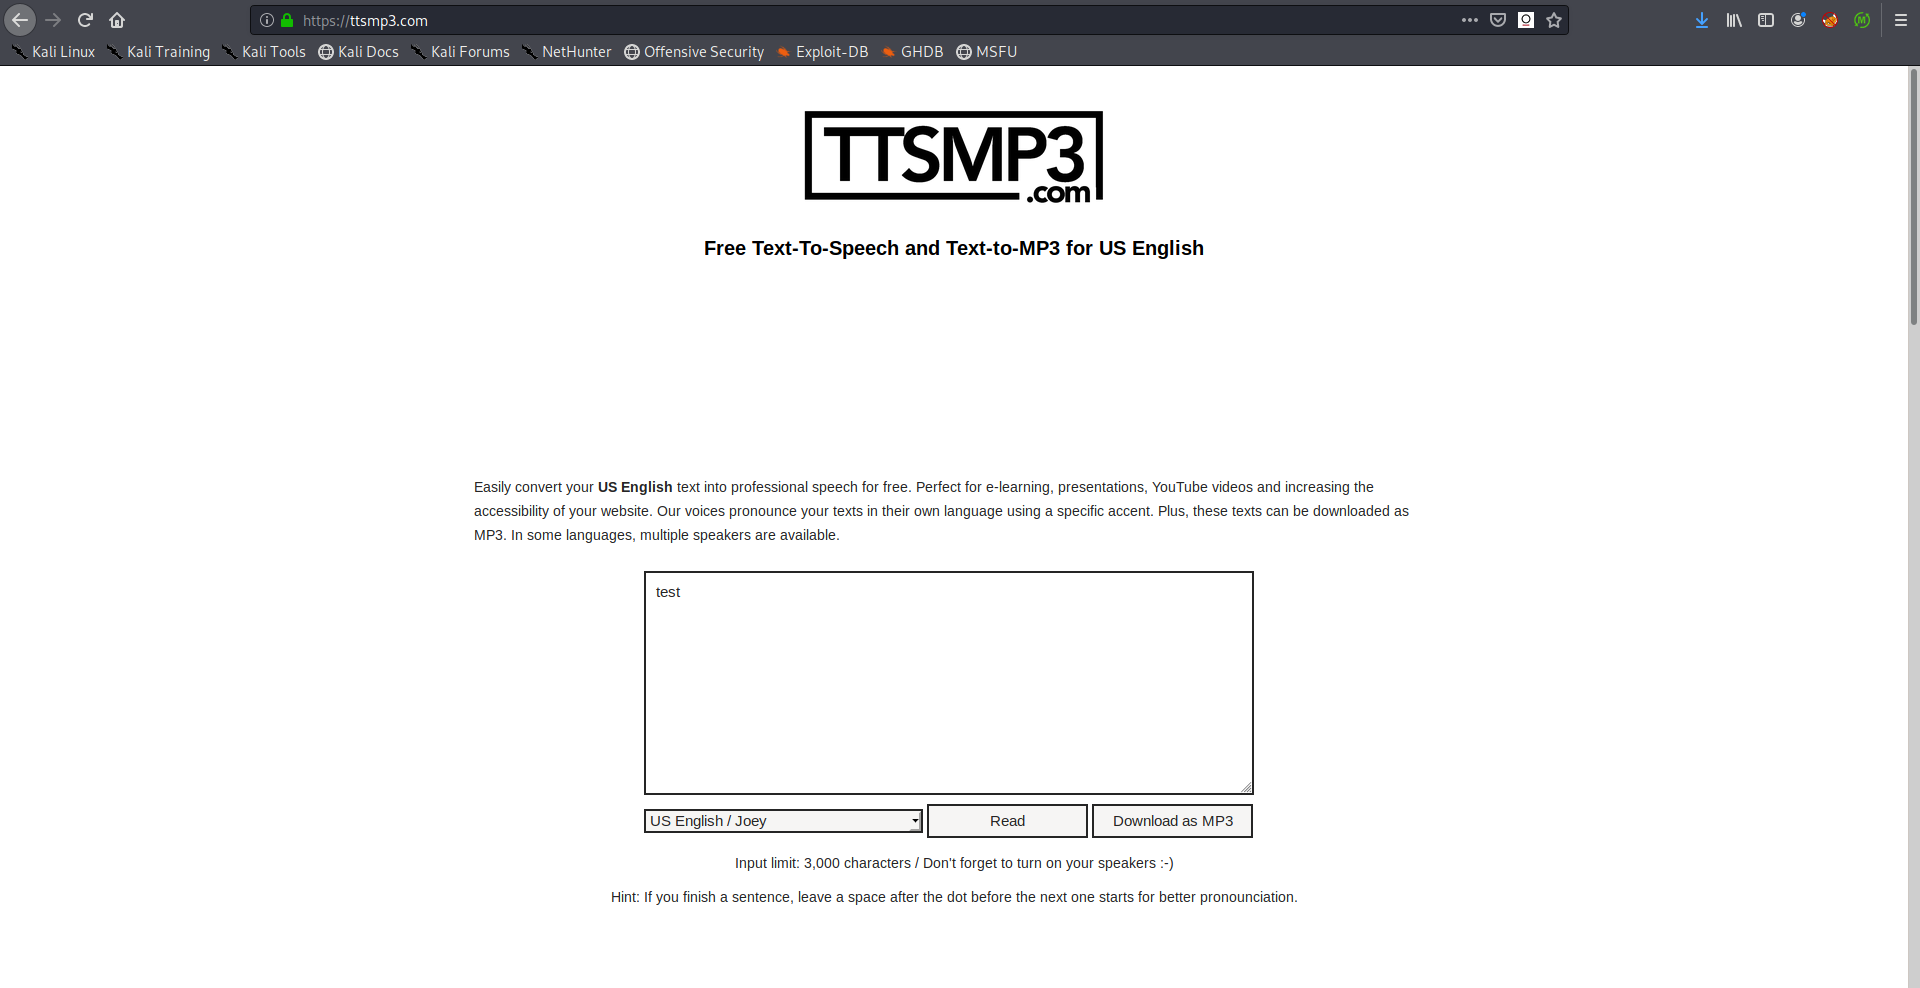 https://ttsmp3.com
Kali Linux Kali Training Kali Tools Kali Docs Kali Forums NetHunter Offensive Security Exploit-DB GHDB MSFU
TTSMP3
.com
Free Text-To-Speech and Text-to-MP3 for US English
Easily convert your US English text into professional speech for free. Perfect for e-learning, presentations, YouTube videos and increasing the
accessibility of your website. Our voices pronounce your texts in their own language using a specific accent. Plus, these texts can be downloaded as
MP3. In some languages, multiple speakers are available.
test
US English / Joey Read Download as MP3
Input limit: 3,000 characters / Don't forget to turn on your speakers :-)
Hint: If you finish a sentence, leave a space after the dot before the next one starts for better pronounciation.